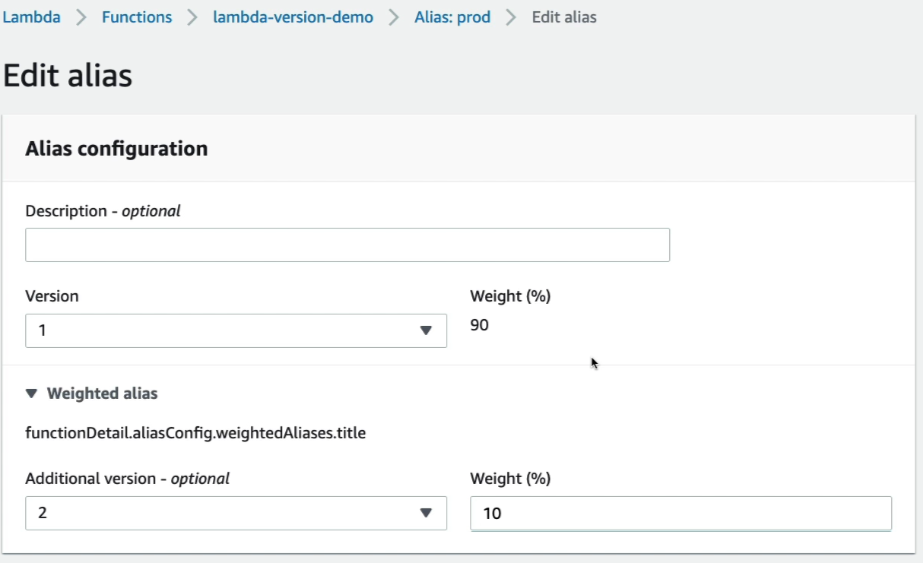 Lambda > Functions > lambda-version-demo > Alias: prod > Edit alias
Edit alias
Alias configuration
Description - optional
Version
Weight (%)
1
90
Weighted alias
functionDetail.aliasConfig.weightedAliases.title
Additional version - optional
Weight (%)
2
10